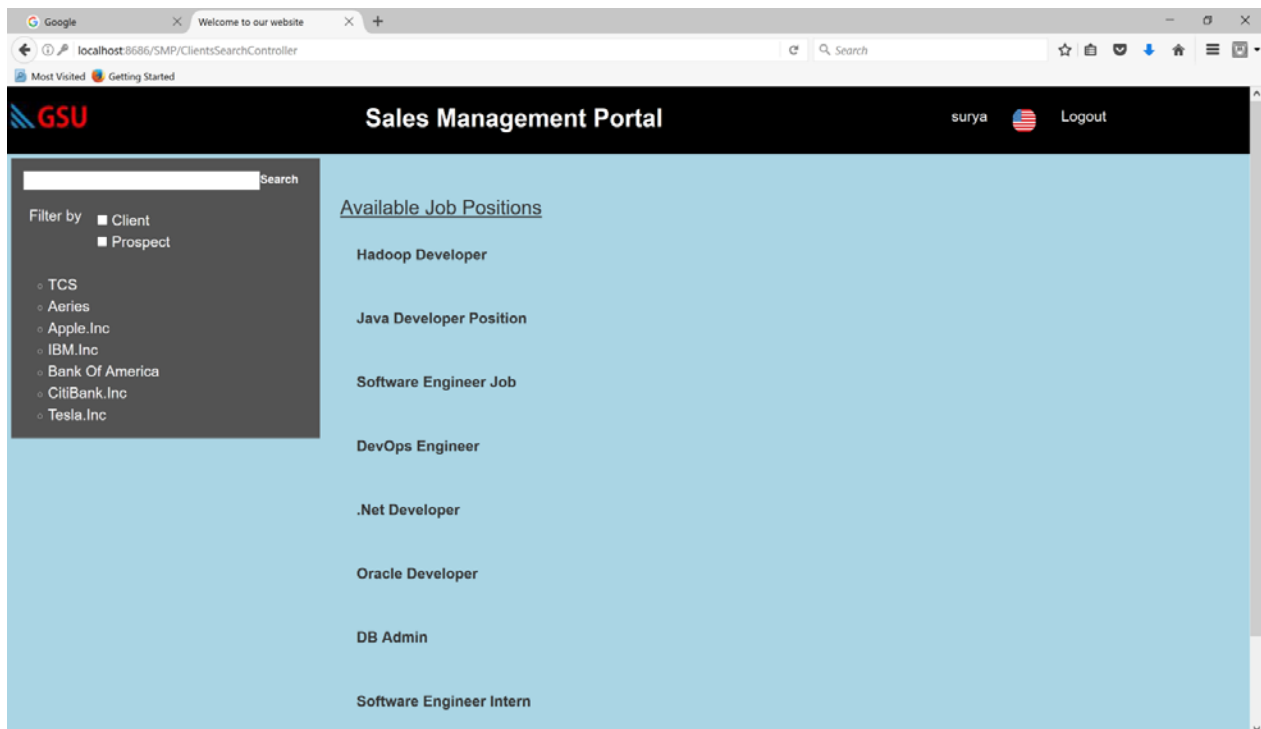 Google
Welcome to our website
localhost:8686/SMP/ClientsSearchController
Search
Most Visited
Getting Started
GSU
Sales Management Portal
surya
Logout
Search
Filter by
Client
Prospect
TCS
Aeries
Apple.Inc
IBM.Inc
Bank Of America
CitiBank.Inc
Tesla.Inc
Available Job Positions
Hadoop Developer
Java Developer Position
Software Engineer Job
DevOps Engineer
.Net Developer
Oracle Developer
DB Admin
Software Engineer Intern